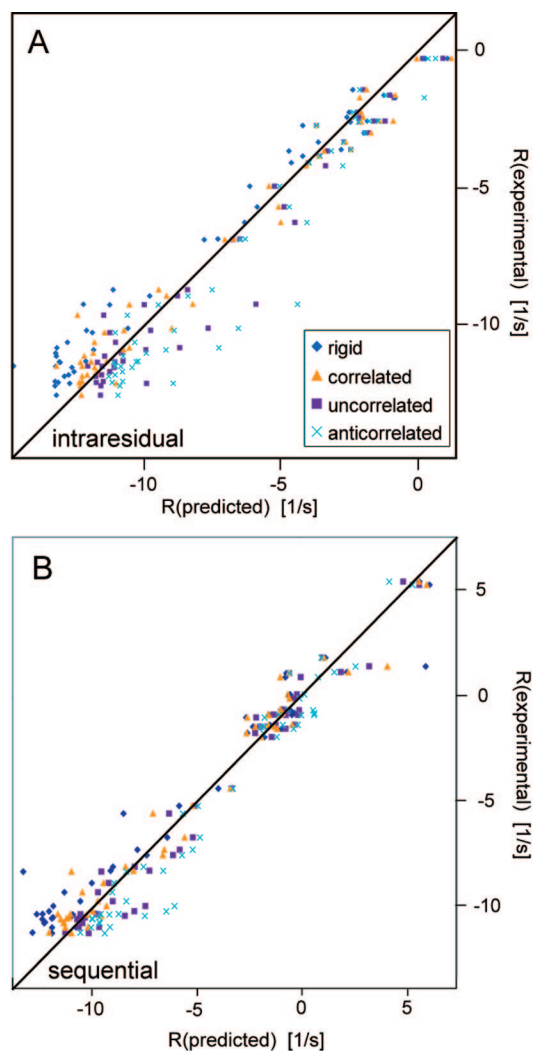 A
0
-5
-10
R(experimental) [1/s]
rigid
correlated
uncorrelated
anticorrelated
intraresidual
-10
-5
0
R(predicted) [1/s]
B
5
0
-5
-10
R(experimental) [1/s]
sequential
-10
-5
0
5
R(predicted) [1/s]